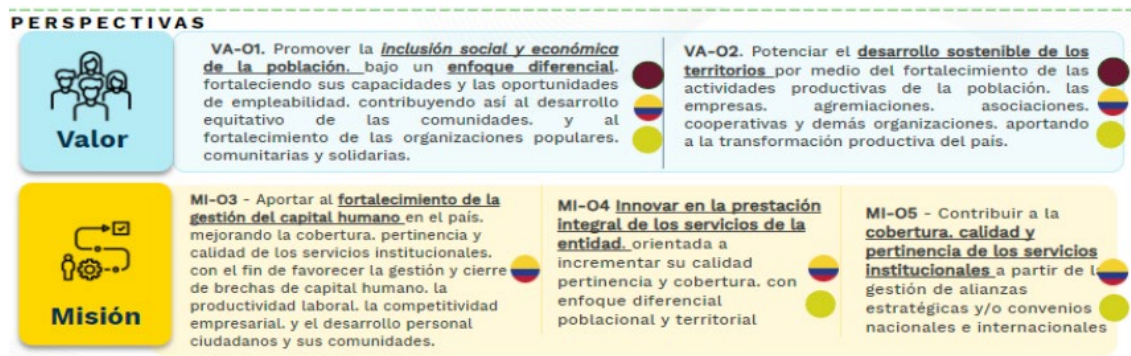 PERSPECTIVAS
Valor
VA-O1. Promover la inclusión social y económica
de la población. bajo un enfoque diferencial.
fortaleciendo sus capacidades y las oportunidades
de empleabilidad. contribuyendo así al desarrollo
equitativo de las comunidades. y al
fortalecimiento de las organizaciones populares.
comunitarias y solidarias.
VA-O2. Potenciar el desarrollo sostenible de los
territorios por medio del fortalecimiento de las
actividades productivas de la población. las
empresas. agremiaciones. asociaciones.
cooperativas y demás organizaciones. aportando
a la transformación productiva del país.
Misión
MI-O3 - Aportar al fortalecimiento de la
gestión del capital humano en el país.
mejorando la cobertura. pertinencia y
calidad de los servicios institucionales.
con el fin de favorecer la gestión y cierre
de brechas de capital humano. la
productividad laboral. la competitividad
empresarial. y el desarrollo personal
ciudadanos y sus comunidades.
MI-O4 Innovar en la prestación
integral de los servicios de la
entidad. orientada a
incrementar su calidad
pertinencia y cobertura. con
enfoque diferencial
poblacional y territorial
MI-O5 - Contribuir a la
cobertura. calidad y
pertinencia de los servicios
institucionales a partir de
gestión de alianzas
estratégicas y/o convenios
nacionales e internacionales